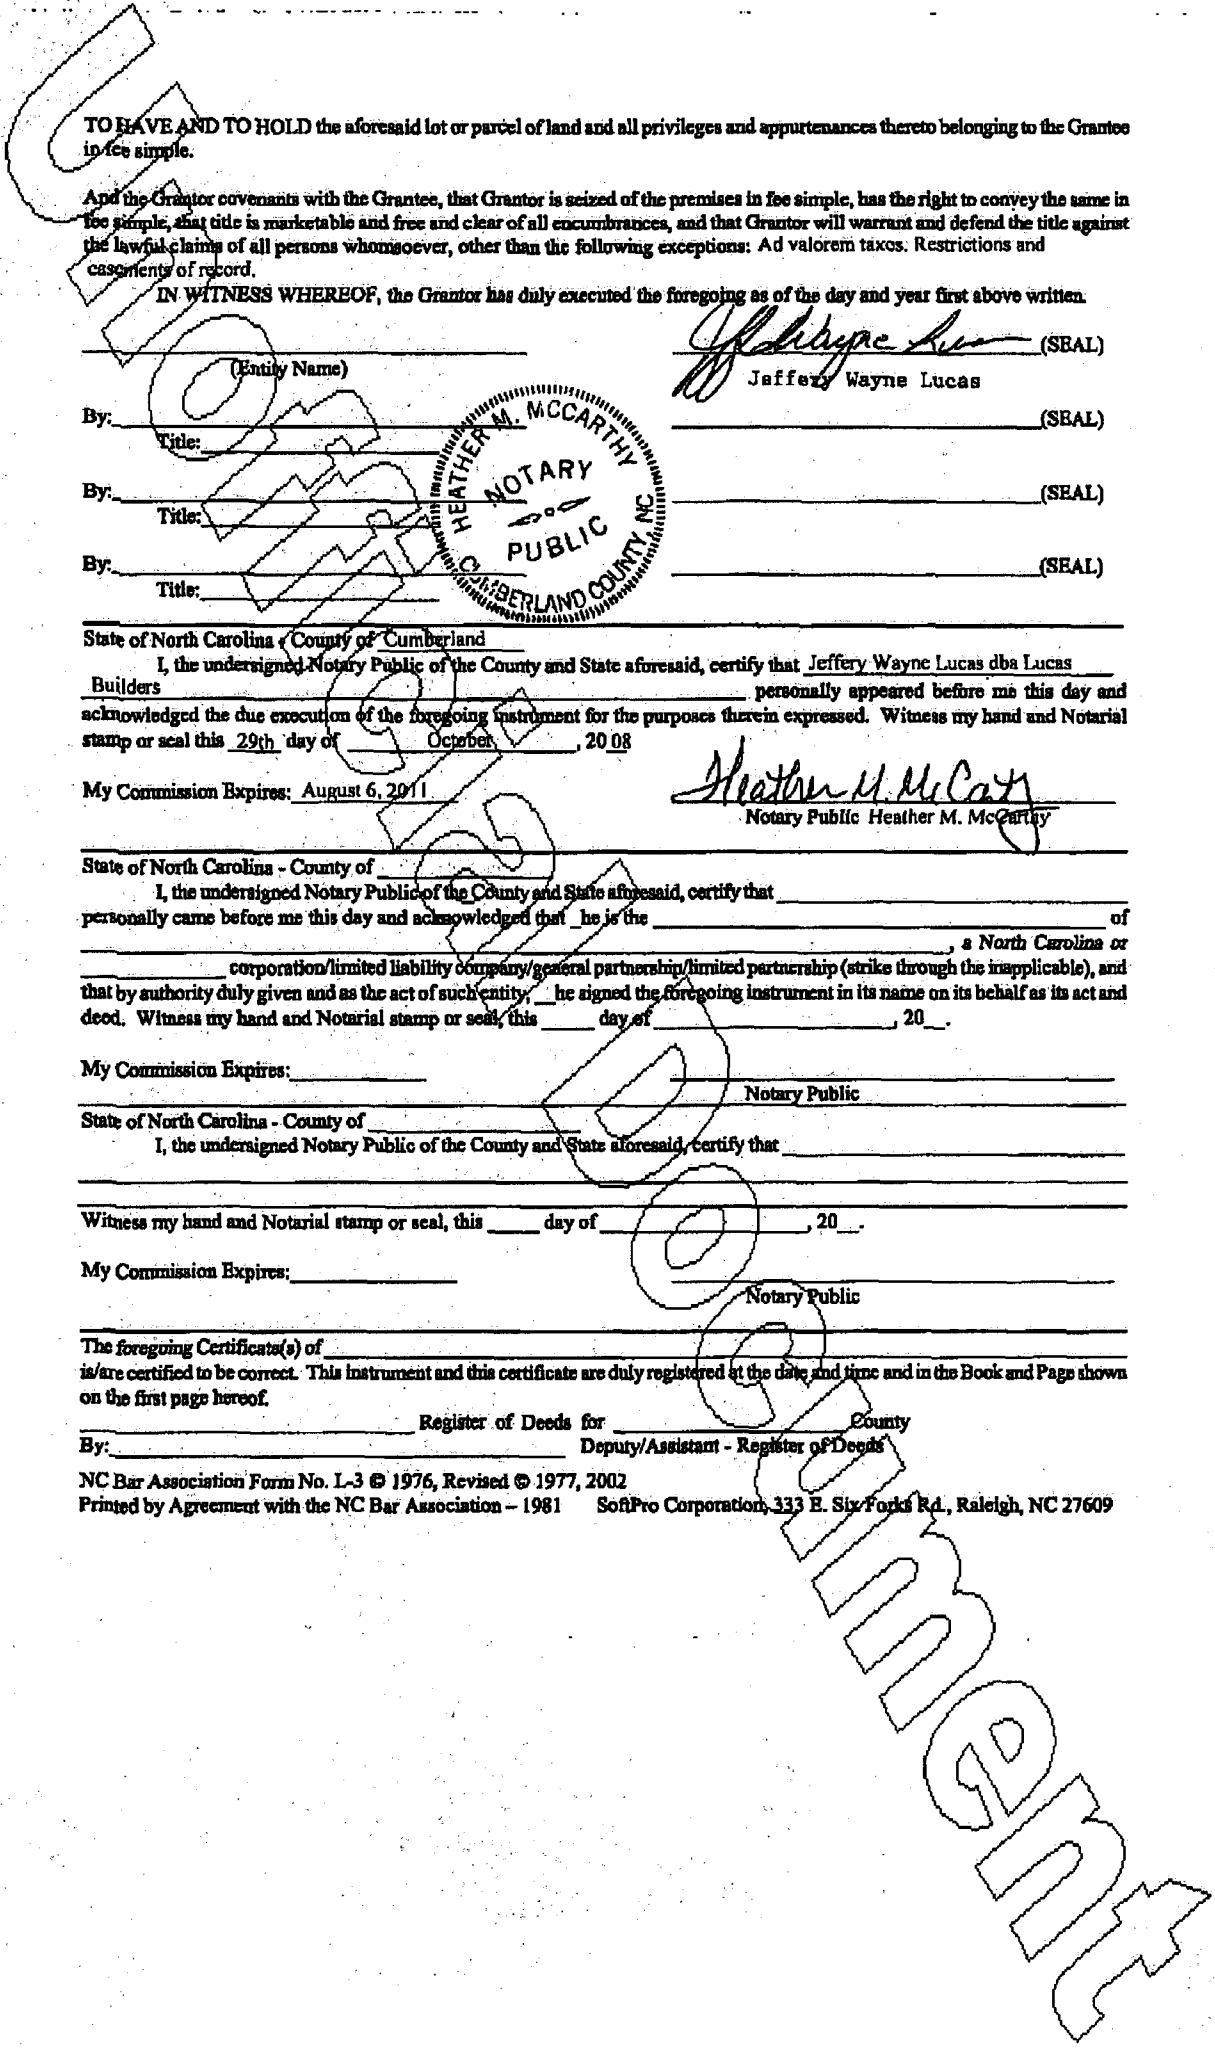 TO HAVE AND TO HOLD the aforesaid lot or parcel of land and all privileges and appurtenances thereto belonging to the Grantee
in fee simple.
And the Grantor covenants with the Grantee, that Grantor is seized of the premises in fee simple, has the right to convey the same in
fee simple, that title is marketable and free and clear of all encumbrances, and that Grantor will warrant and defend the title against
the lawful claims of all persons whomsoever, other than the following exceptions: Ad valorem taxes. Restrictions and
easements of record.
IN WITNESS WHEREOF, the Grantor has duly executed the foregoing as of the day and year first above written.
(SEAL)
(Entity Name)
Jeffery Wayne Lucas
By: (SEAL)
Title:
By: (SEAL)
Title:
By: (SEAL)
Title:
HEATHER M. MCCARTHY
NOTARY
PUBLIC
CUMBERLAND COUNTY, NC
State of North Carolina - County of Cumberland
I, the undersigned Notary Public of the County and State aforesaid, certify that Jeffery Wayne Lucas dba Lucas
Builders personally appeared before me this day and
acknowledged the due execution of the foregoing instrument for the purposes therein expressed. Witness my hand and Notarial
stamp or seal this 29th day of October, 2008
My Commission Expires: August 6, 2011 Heather M. McCarthy
Notary Public Heather M. McCarthy
State of North Carolina - County of
I, the undersigned Notary Public of the County and State aforesaid, certify that
personally came before me this day and acknowledged that _he is the of
, a North Carolina or
corporation/limited liability company/general partnership/limited partnership (strike through the inapplicable), and
that by authority duly given and as the act of such entity, __he signed the foregoing instrument in its name on its behalf as its act and
deed. Witness my hand and Notarial stamp or seal, this _____ day of , 20__.
My Commission Expires:
Notary Public
State of North Carolina - County of
I, the undersigned Notary Public of the County and State aforesaid, certify that
Witness my hand and Notarial stamp or seal, this _____ day of , 20__.
My Commission Expires:
Notary Public
The foregoing Certificate(s) of
is/are certified to be correct. This instrument and this certificate are duly registered at the date and time and in the Book and Page shown
on the first page hereof.
Register of Deeds for County
By: Deputy/Assistant - Register of Deeds
NC Bar Association Form No. L-3 © 1976, Revised © 1977, 2002
Printed by Agreement with the NC Bar Association – 1981 SoftPro Corporation, 333 E. Six Forks Rd., Raleigh, NC 27609
Unofficial Document